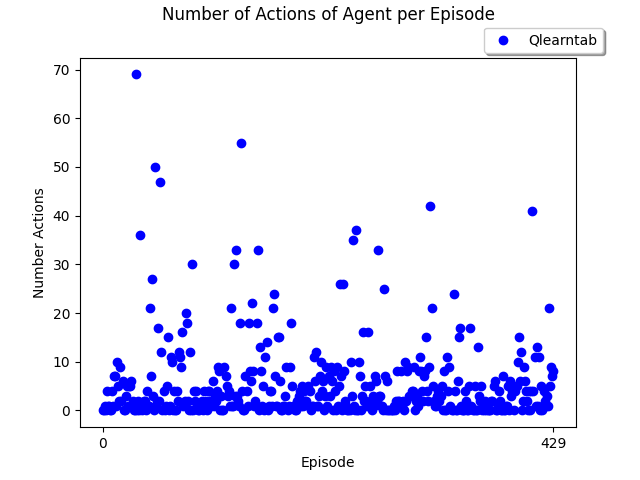 Number of Actions of Agent per Episode
Qlearntab
70
60
50
40
30
20
10
0
Number Actions
0 429
Episode